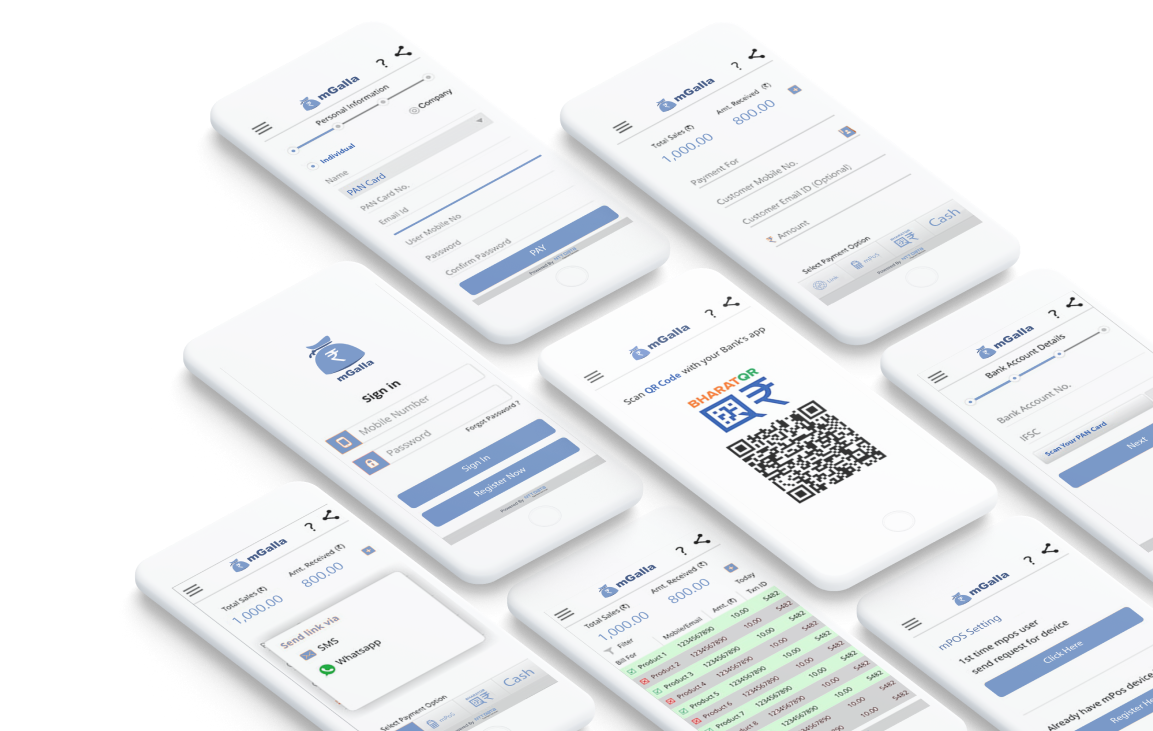 mGalla
?
Personal Information
Individual
Company
Name
PAN Card
PAN Card No.
Email Id
User Mobile No
Password
Confirm Password
PAY
Powered By
mGalla
?
Total Sales (₹)
Amt. Received (₹)
1,000.00
800.00
Payment For
Customer Mobile No.
Customer Email ID (Optional)
₹ Amount
Select Payment Option
Link
mPoS
Cash
Powered By
₹
mGalla
Sign in
Mobile Number
Password
Forgot Password ?
Sign In
Register Now
Powered By
mGalla
?
Scan QR Code with your Bank's app
BHARATQR
mGalla
?
Bank Account Details
Bank Account No.
IFSC
Scan Your PAN Card
Next
mGalla
?
Total Sales (₹)
Amt. Received (₹)
1,000.00
800.00
Send link via
SMS
Whatsapp
Select Payment Option
mPoS
Cash
mGalla
?
Total Sales (₹)
Amt. Received (₹)
1,000.00
800.00
Filter
Today
Bill For
Mobile/Email
Amt. (₹)
Txn ID
Product 1 1234567890 10.00 5482
Product 2 1234567890 10.00 5482
Product 3 1234567890 10.00 5482
Product 4 1234567890 10.00 5482
Product 5 1234567890 10.00 5482
Product 6 1234567890 10.00 5482
Product 7 1234567890 10.00 5482
1234567890 10.00
mGalla
?
mPOS Setting
1st time mpos user
send request for device
Click Here
Already have mPos device